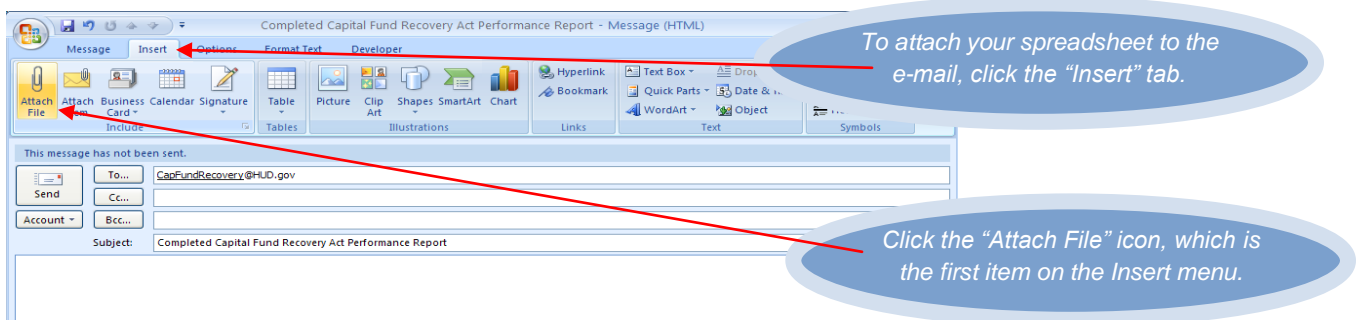 Completed Capital Fund Recovery Act Performance Report - Message (HTML)
Message Insert Options Format Text Developer
To attach your spreadsheet to the
e-mail, click the “Insert” tab.
Attach File
Attach
Business Card
Calendar
Signature
Table
Picture
Clip Art
Shapes
SmartArt
Chart
Hyperlink
Bookmark
Text Box
Quick Parts
WordArt
Date &
Object
Include
Tables
Illustrations
Links
Text
Symbols
This message has not been sent.
Send
To...
CapFundRecovery@HUD.gov
Cc...
Account
Bcc...
Subject:
Completed Capital Fund Recovery Act Performance Report
Click the “Attach File” icon, which is
the first item on the Insert menu.